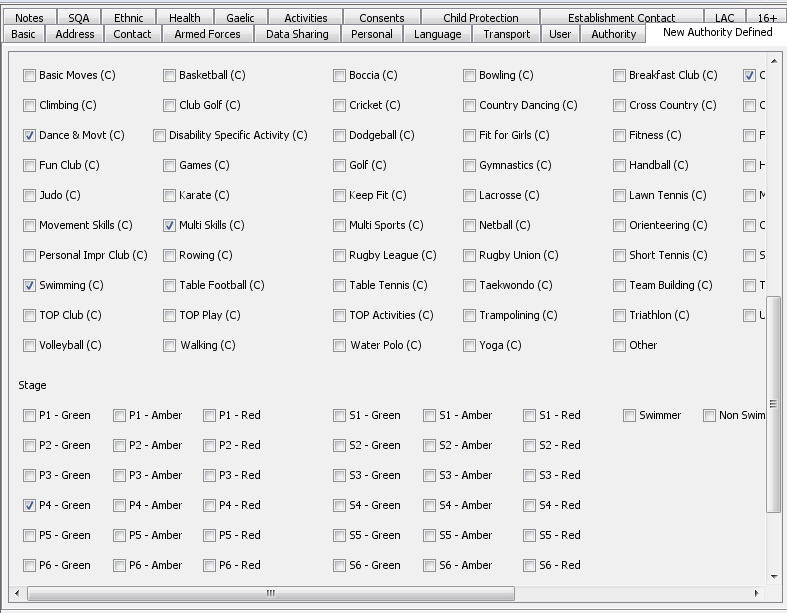 Notes SQA Ethnic Health Gaelic Activities Consents Child Protection Establishment Contact LAC 16+
Basic Address Contact Armed Forces Data Sharing Personal Language Transport User Authority New Authority Defined
Basic Moves (C) Basketball (C) Boccia (C) Bowling (C) Breakfast Club (C)
Climbing (C) Club Golf (C) Cricket (C) Country Dancing (C) Cross Country (C)
Dance & Movt (C) Disability Specific Activity (C) Dodgeball (C) Fit for Girls (C) Fitness (C) F
Fun Club (C) Games (C) Golf (C) Gymnastics (C) Handball (C) H
Judo (C) Karate (C) Keep Fit (C) Lacrosse (C) Lawn Tennis (C)
Movement Skills (C) Multi Skills (C) Multi Sports (C) Netball (C) Orienteering (C)
Personal Impr Club (C) Rowing (C) Rugby League (C) Rugby Union (C) Short Tennis (C) S
Swimming (C) Table Football (C) Table Tennis (C) Taekwondo (C) Team Building (C) T
TOP Club (C) TOP Play (C) TOP Activities (C) Trampolining (C) Triathlon (C) U
Volleyball (C) Walking (C) Water Polo (C) Yoga (C) Other
Stage
P1 - Green P1 - Amber P1 - Red S1 - Green S1 - Amber S1 - Red Swimmer Non Swim
P2 - Green P2 - Amber P2 - Red S2 - Green S2 - Amber S2 - Red
P3 - Green P3 - Amber P3 - Red S3 - Green S3 - Amber S3 - Red
P4 - Green P4 - Amber P4 - Red S4 - Green S4 - Amber S4 - Red
P5 - Green P5 - Amber P5 - Red S5 - Green S5 - Amber S5 - Red
P6 - Green P6 - Amber P6 - Red S6 - Green S6 - Amber S6 - Red